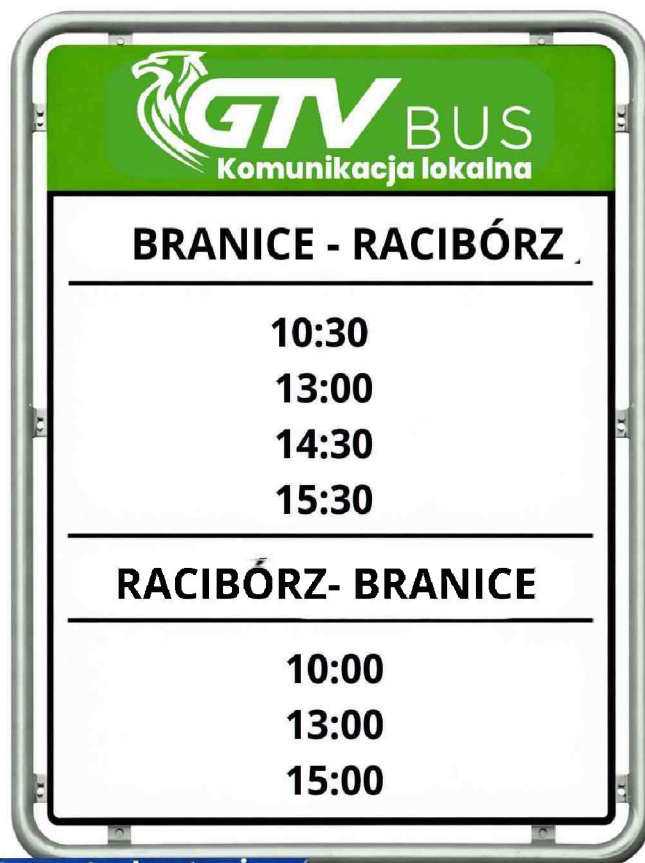 GTV BUS
Komunikacja lokalna
BRANICE - RACIBÓRZ
10:30
13:00
14:30
15:30
RACIBÓRZ- BRANICE
10:00
13:00
15:00